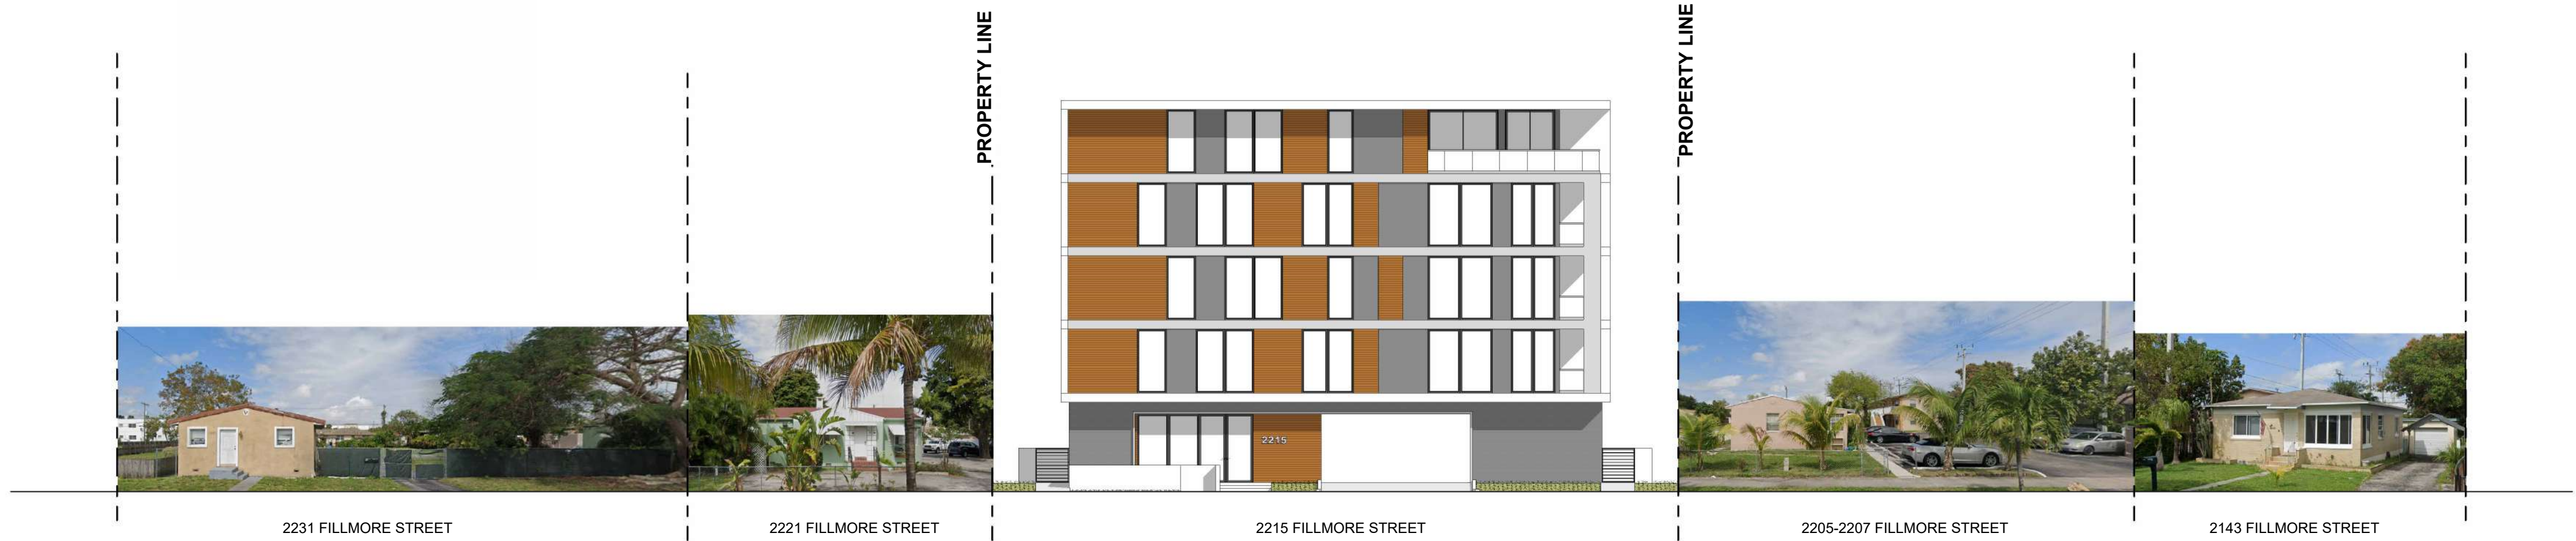 PROPERTY LINE
PROPERTY LINE
2215
2231 FILLMORE STREET
2221 FILLMORE STREET
2215 FILLMORE STREET
2205-2207 FILLMORE STREET
2143 FILLMORE STREET